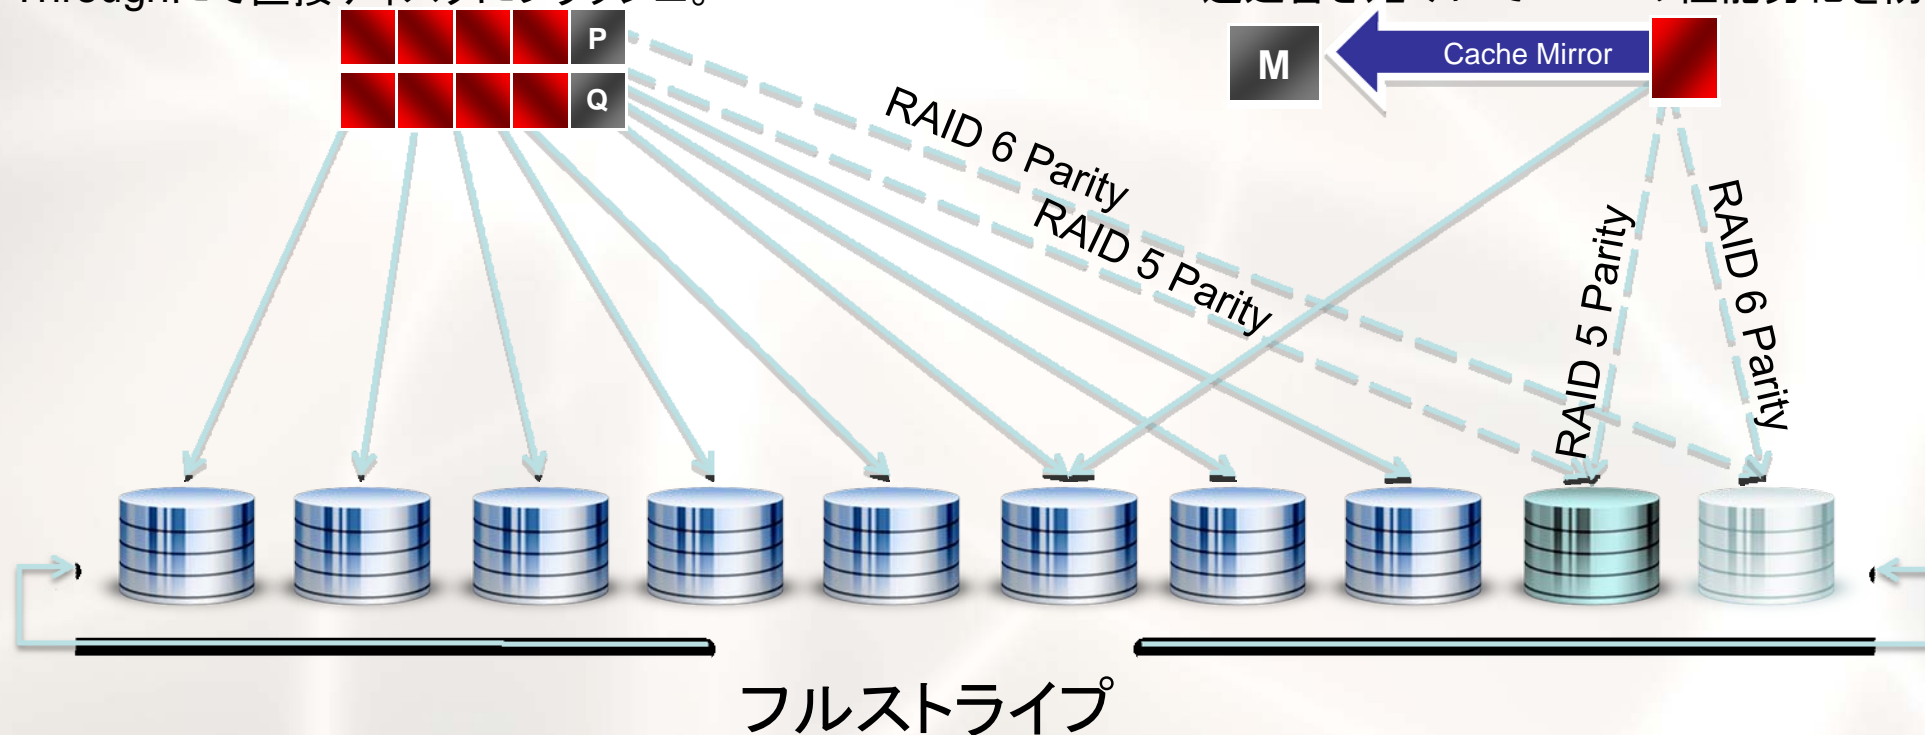 P
Q
M
Cache Mirror
RAID 6 Parity
RAID 5 Parity
RAID 5 Parity
RAID 6 Parity
フルストライプ